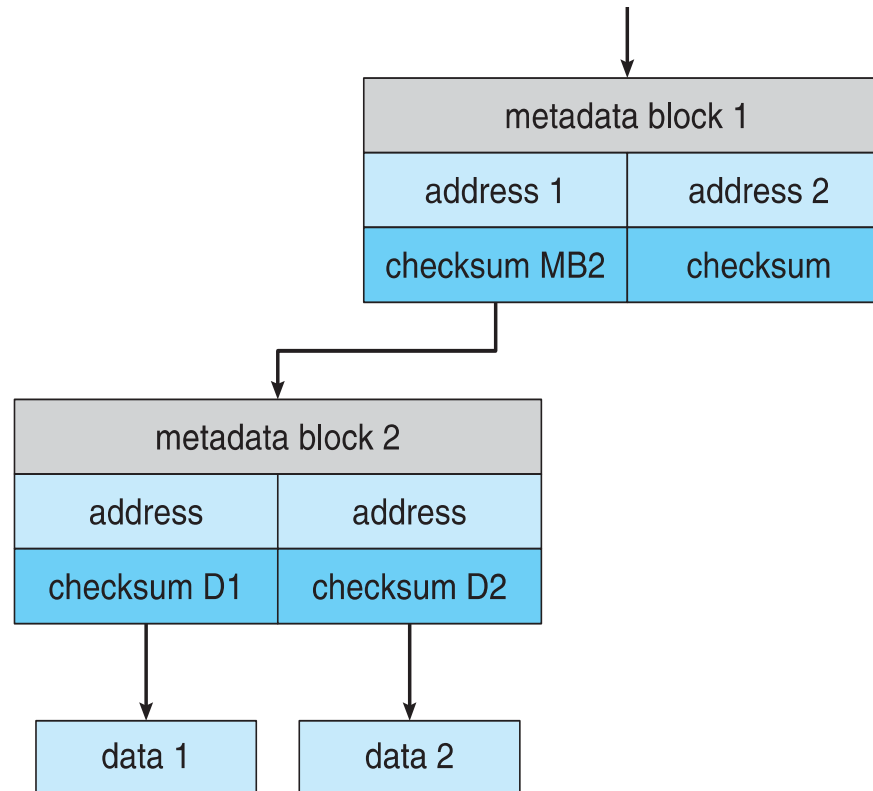 metadata block 1
address 1 address 2
checksum MB2 checksum
metadata block 2
address address
checksum D1 checksum D2
data 1 data 2